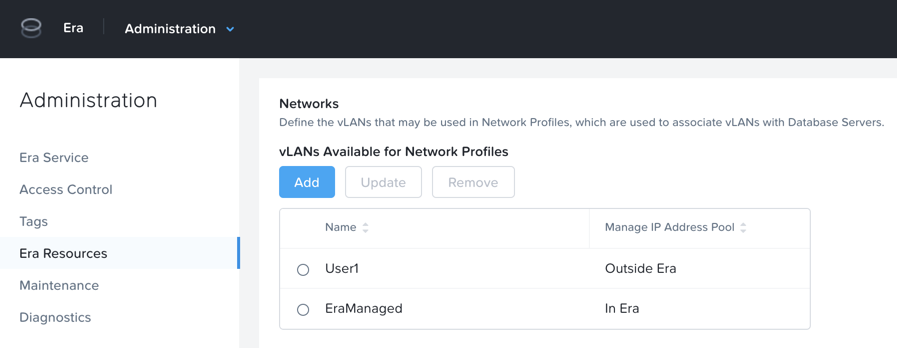 Era
Administration
Administration
Era Service
Access Control
Tags
Era Resources
Maintenance
Diagnostics
Networks
Define the vLANs that may be used in Network Profiles, which are used to associate vLANs with Database Servers.
vLANs Available for Network Profiles
Add Update Remove
Name Manage IP Address Pool
User1 Outside Era
EraManaged In Era